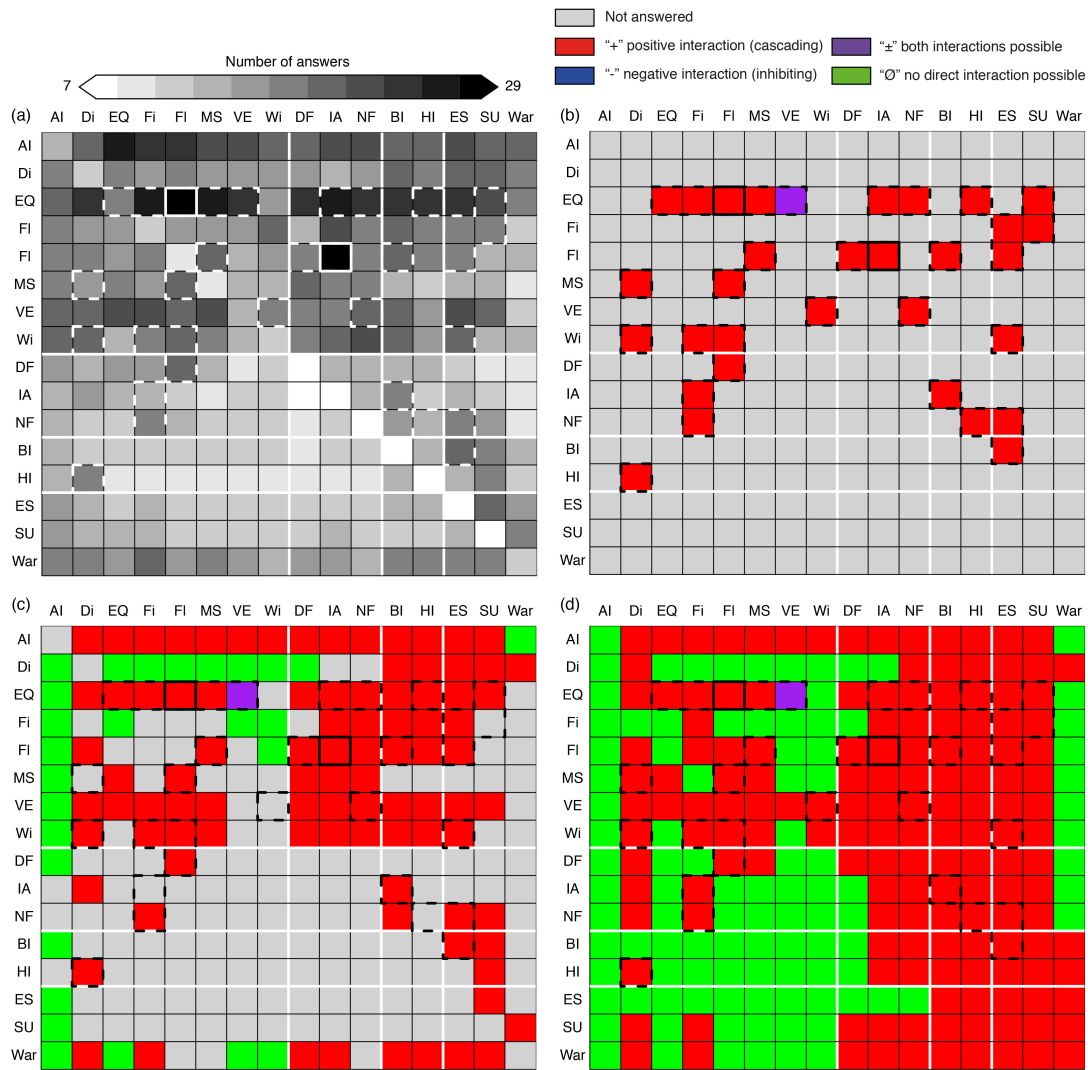 Not answered
“+” positive interaction (cascading)
“±” both interactions possible
“-” negative interaction (inhibiting)
“Ø” no direct interaction possible
Number of answers
7
29
(a)
AI Di EQ Fi Fl MS VE Wi DF IA NF BI HI ES SU War
AI
Di
EQ
Fl
Fl
MS
VE
Wi
DF
IA
NF
BI
HI
ES
SU
War
(b)
AI Di EQ Fi Fl MS VE Wi DF IA NF BI HI ES SU War
AI
Di
EQ
Fi
Fl
MS
VE
Wi
DF
IA
NF
BI
HI
ES
SU
War
(c)
AI Di EQ Fi Fl MS VE Wi DF IA NF BI HI ES SU War
AI
Di
EQ
Fi
Fl
MS
VE
Wi
DF
IA
NF
BI
HI
ES
SU
War
(d)
AI Di EQ Fi Fl MS VE Wi DF IA NF BI HI ES SU War
AI
Di
EQ
Fi
Fl
MS
VE
Wi
DF
IA
NF
BI
HI
ES
SU
War